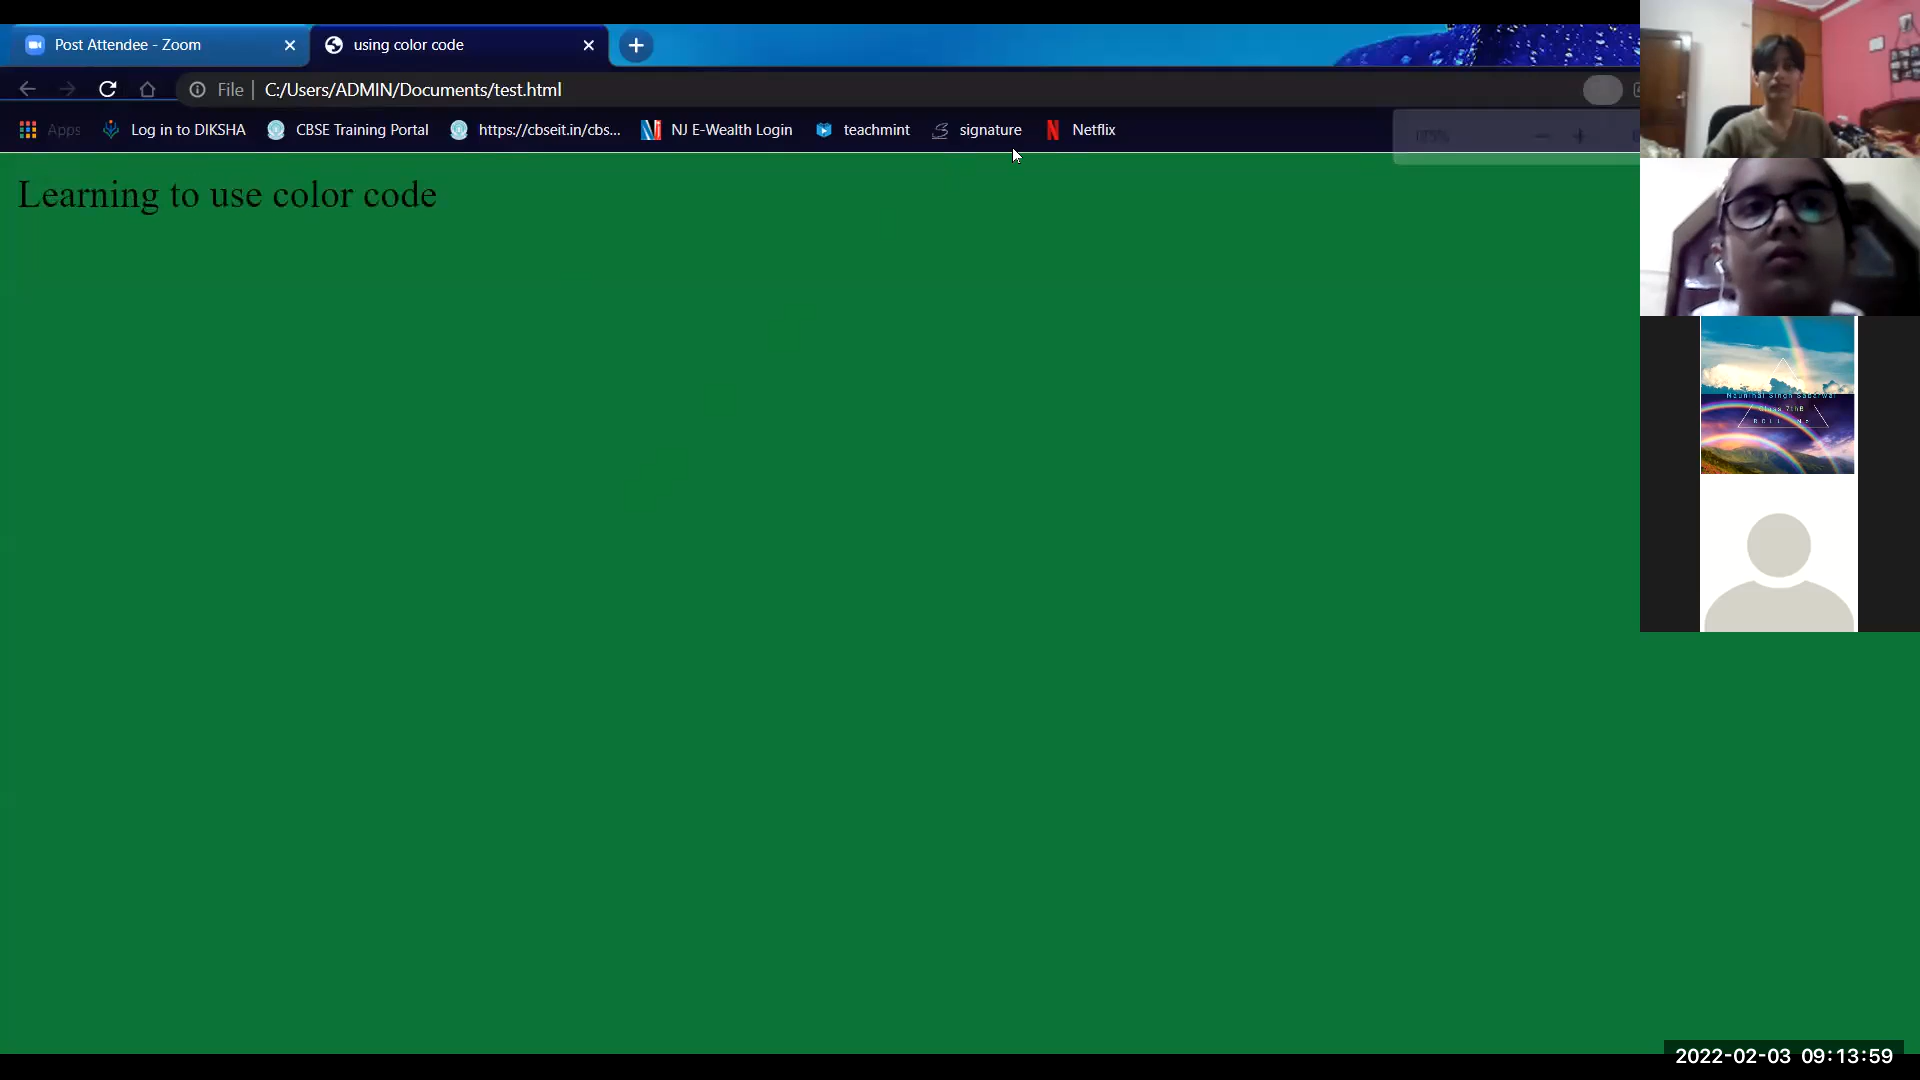 Post Attendee - Zoom
using color code
File
C:/Users/ADMIN/Documents/test.html
Apps
Log in to DIKSHA
CBSE Training Portal
https://cbseit.in/cbs...
NJ E-Wealth Login
teachmint
signature
Netflix
Learning to use color code
Class 7thB
2022-02-03 09:13:59